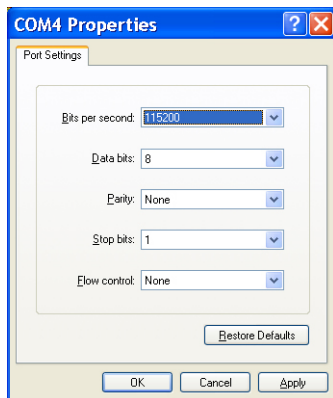 COM4 Properties
Port Settings
Bits per second: 115200
Data bits: 8
Parity: None
Stop bits: 1
Flow control: None
Restore Defaults
OK Cancel Apply